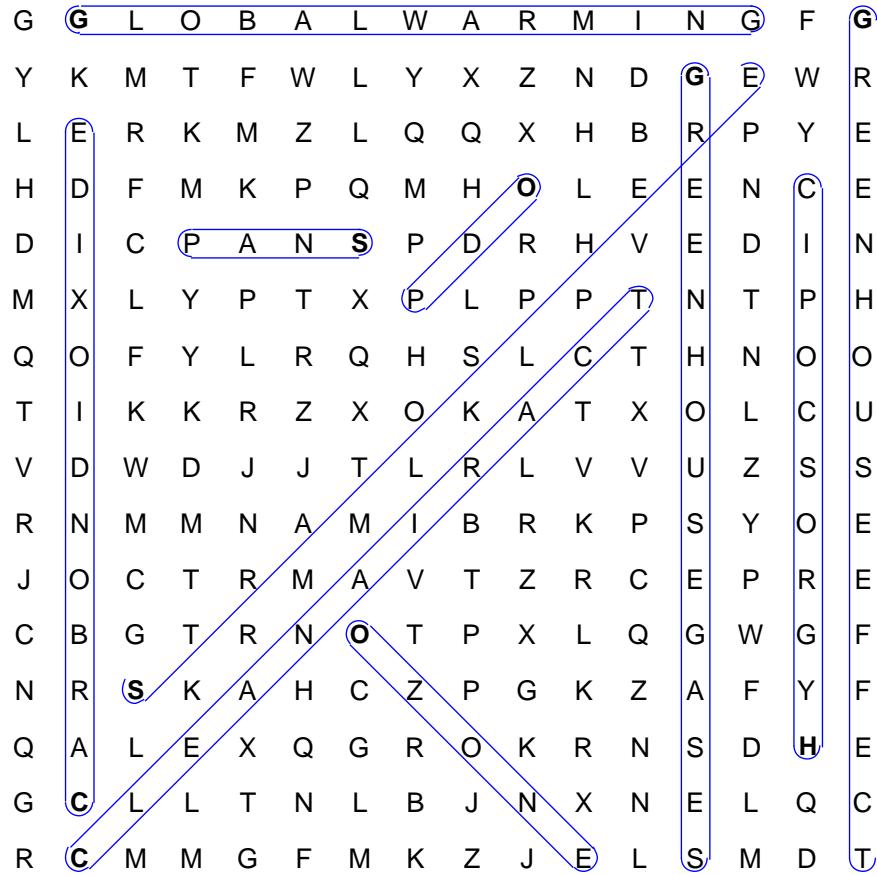 G G L O B A L W A R M I N G F G
Y K M T F W L Y X Z N D G E W R
L E R K M Z L Q Q X H B R P Y E
H D F M K P Q M H O L E E N C E
D I C P A N S P D R H V E D I N
M X L Y P T X P L P P T N T P H
Q O F Y L R Q H S L C T H N O O
T I K K R Z X O K A T X O L C U
V D W D J J T L R L V V U Z S S
R N M M N A M I B R K P S Y O E
J O C T R M A V T Z R C E P R E
C B G T R N O T P X L Q G W G F
N R S K A H C Z P G K Z A F Y F
Q A L E X Q G R O K R N S D H E
G C L L T N L B J N X N E L Q C
R C M M G F M K Z J E L S M D T